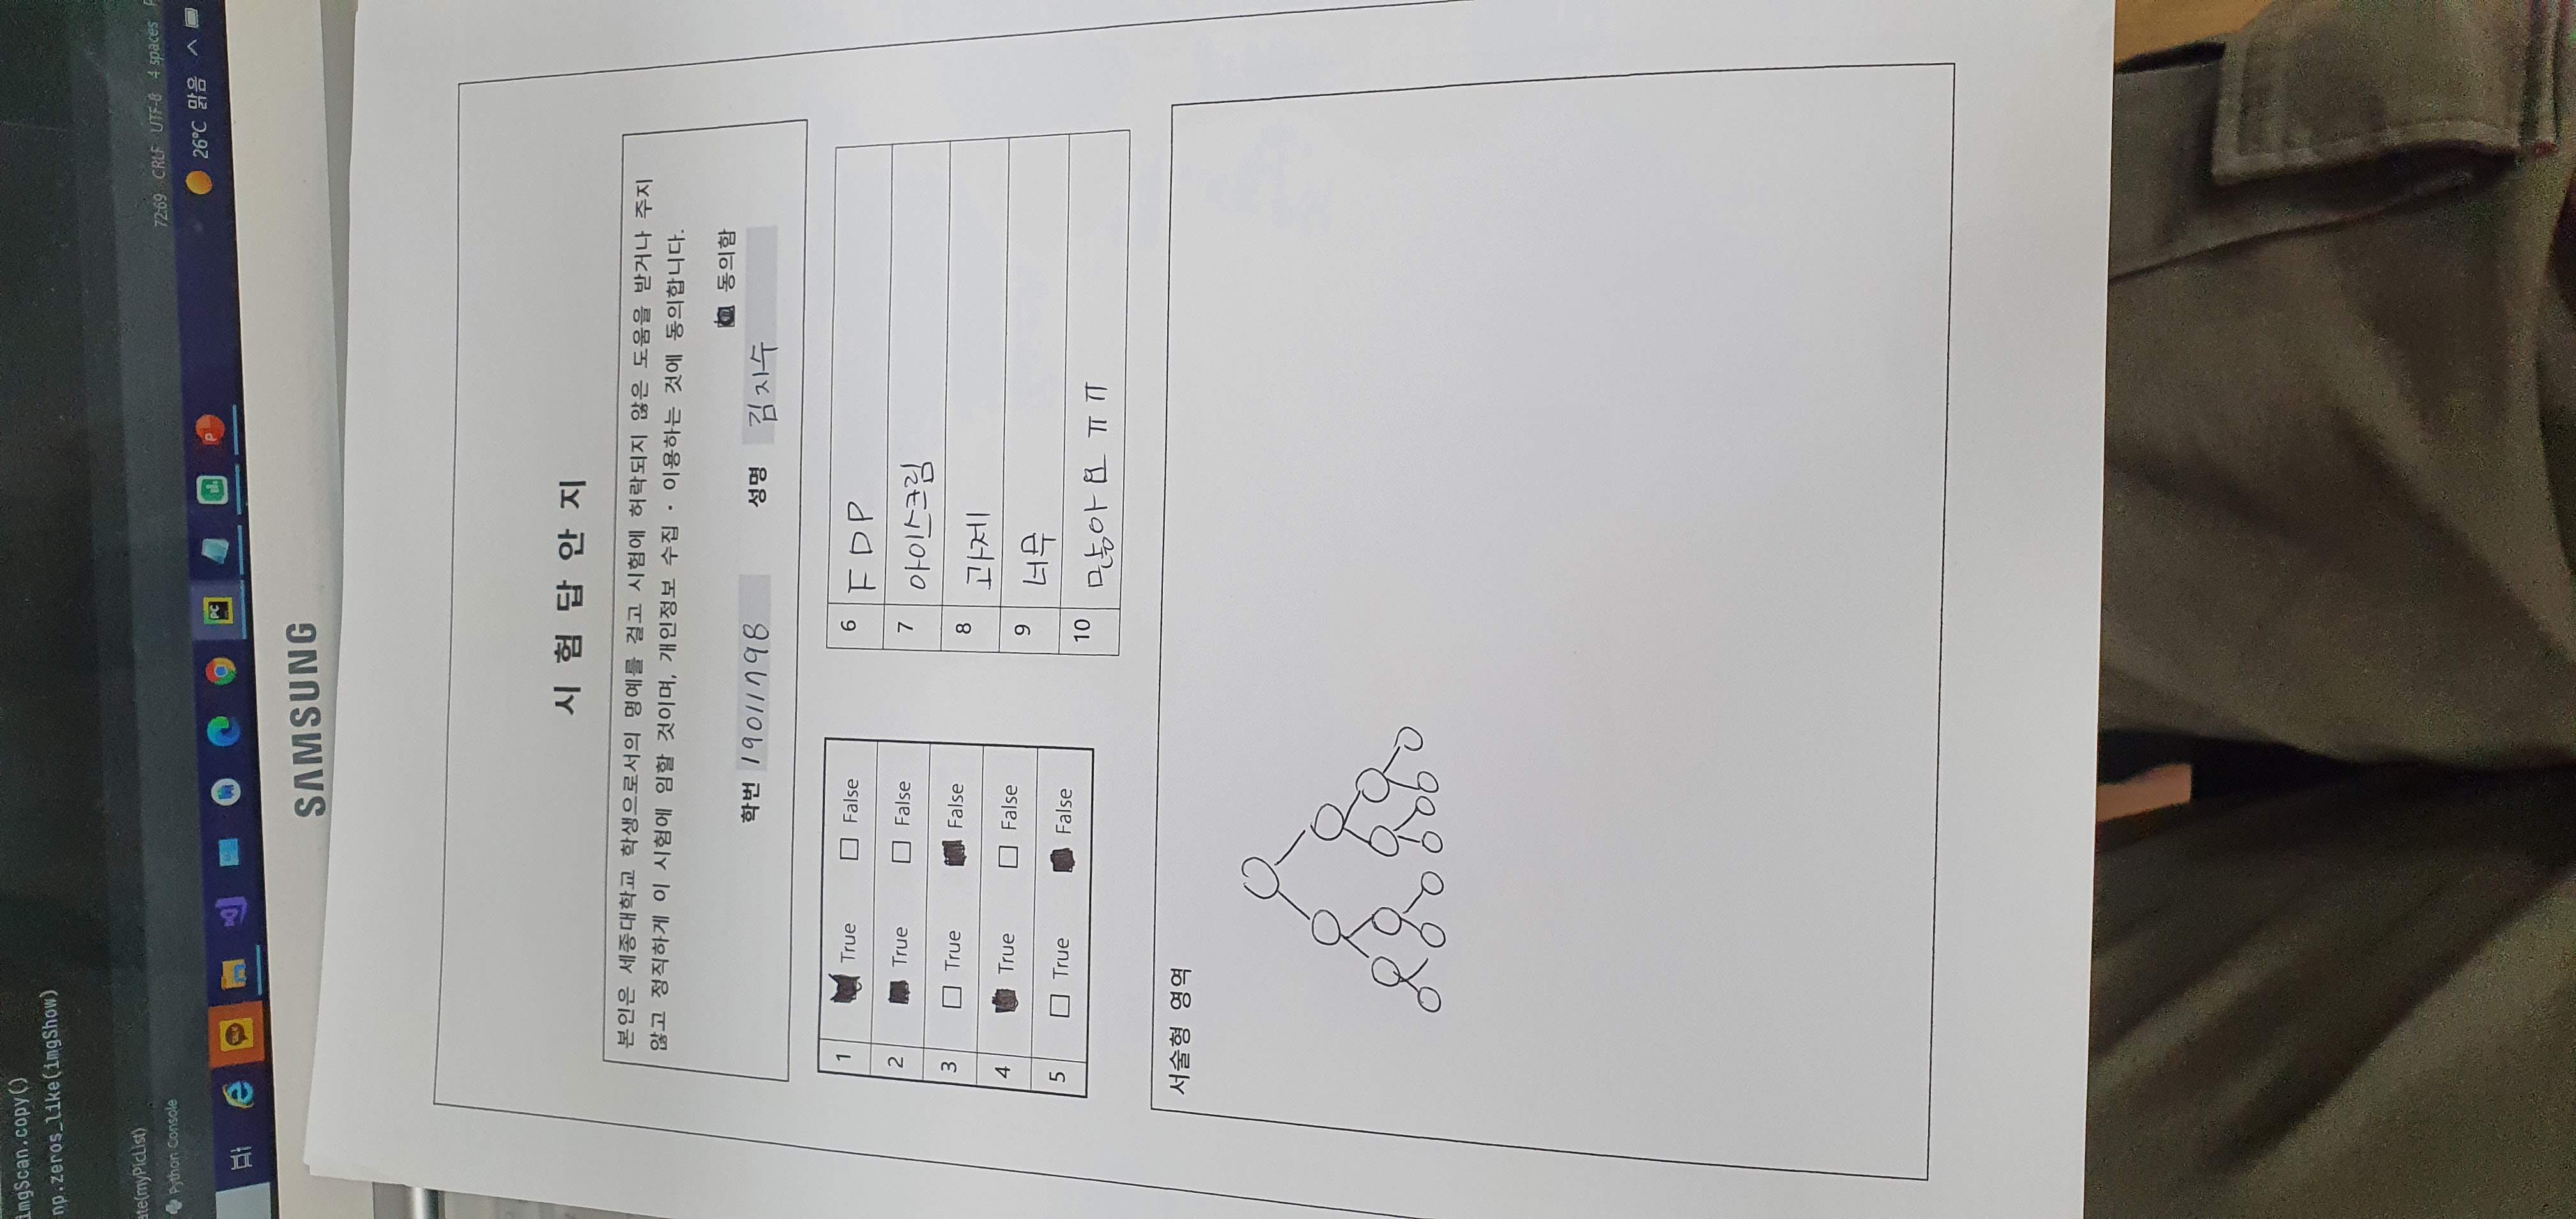 imgScan.copy()
np.zeros_like(imgShow)
ate(myPicList)
Python Console
72:69 CRLF UTF-8 4 spaces
26°C 맑음
SAMSUNG
시 험 답 안 지
본인은 세종대학교 학생으로서의 명예를 걸고 시험에 허락되지 않은 도움을 받거나 주지
않고 정직하게 이 시험에 임할 것이며, 개인정보 수집 · 이용하는 것에 동의합니다.
동의함
학번 19011798 성명 김지수
1 True False
2 True False
3 True False
4 True False
5 True False
6 FDP
7 아이스크림
8 과제
9 너무
10 많아요 ㅠㅠ
서술형 영역